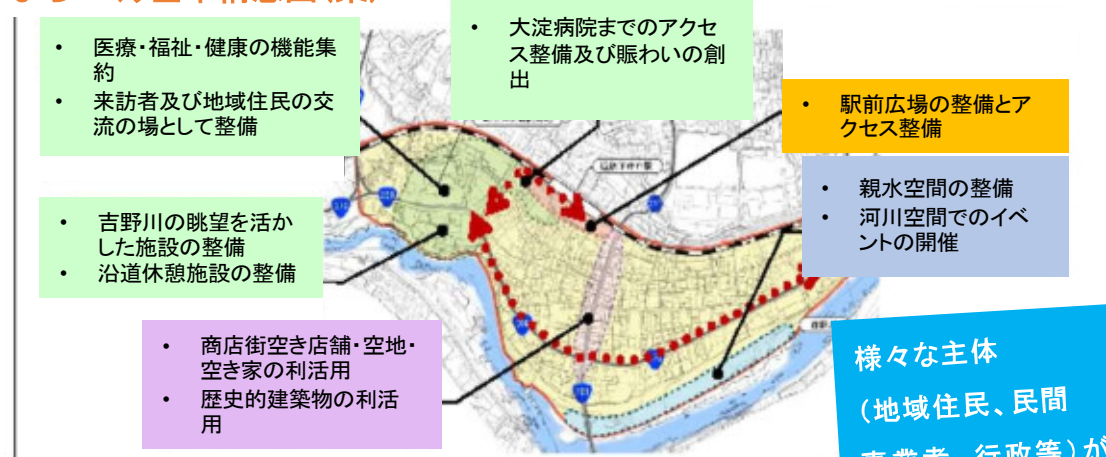 ・ 医療・福祉・健康の機能集
約
・ 来訪者及び地域住民の交
流の場として整備
・ 大淀病院までのアクセ
ス整備及び賑わいの創
出
・ 駅前広場の整備とア
クセス整備
・ 親水空間の整備
・ 河川空間でのイベ
ントの開催
・ 吉野川の眺望を活か
した施設の整備
・ 沿道休憩施設の整備
・ 商店街空き店舗・空地・
空き家の利活用
・ 歴史的建築物の利活
用
様々な主体
(地域住民、民間